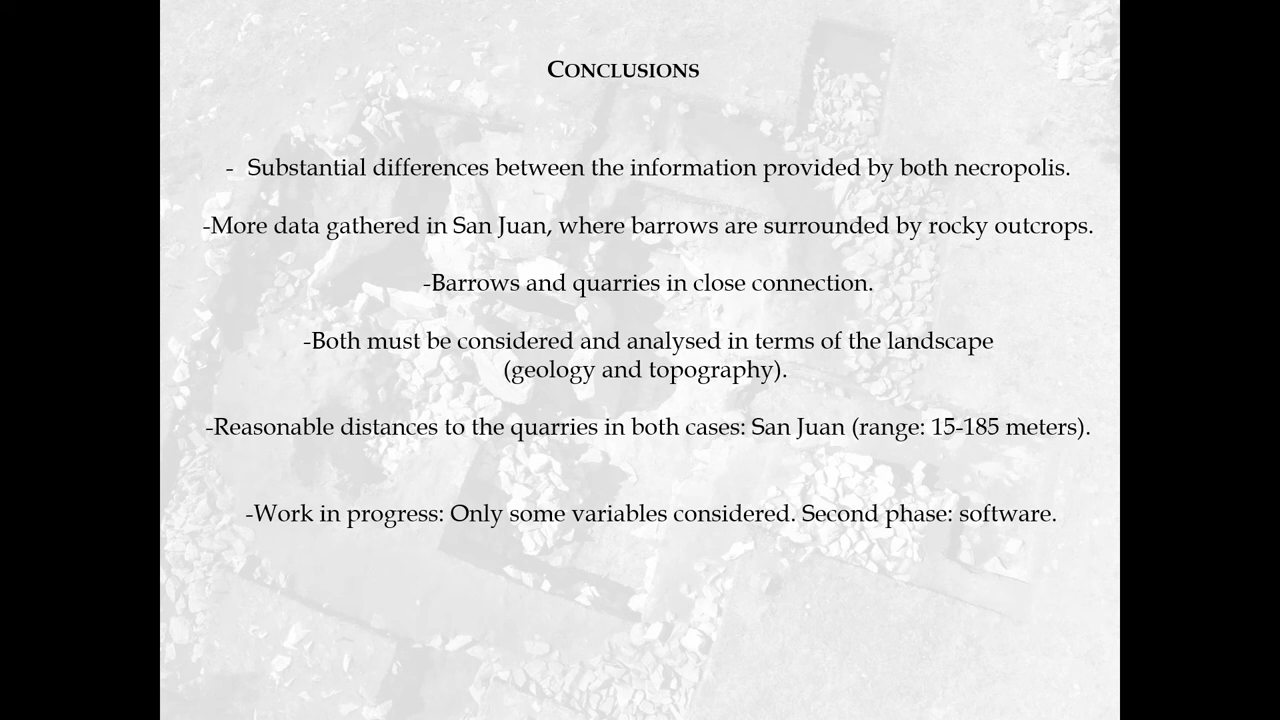 CONCLUSIONS
- Substantial differences between the information provided by both necropolis.
-More data gathered in San Juan, where barrows are surrounded by rocky outcrops.
-Barrows and quarries in close connection.
-Both must be considered and analysed in terms of the landscape
(geology and topography).
-Reasonable distances to the quarries in both cases: San Juan (range: 15-185 meters).
-Work in progress: Only some variables considered. Second phase: software.